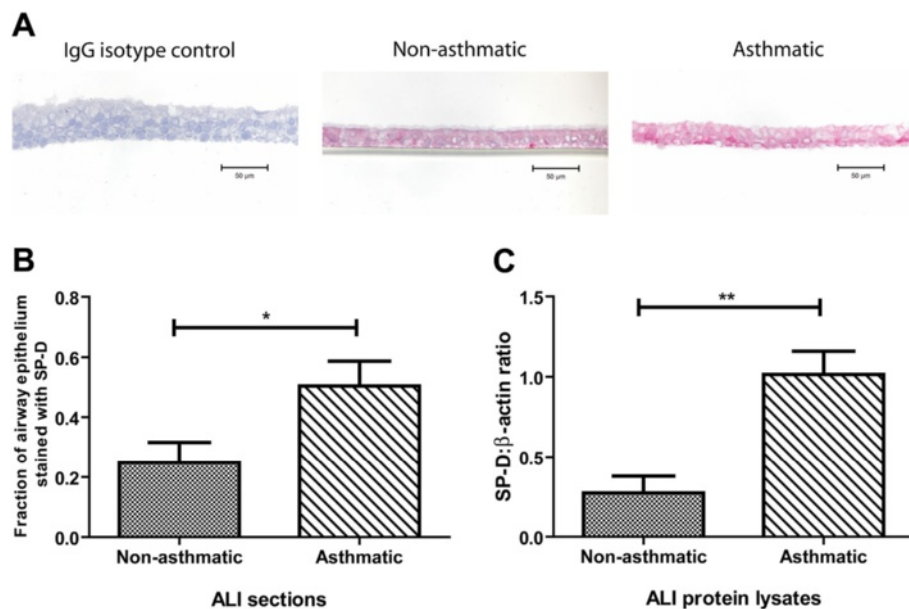 A
IgG isotype control
Non-asthmatic
Asthmatic
50 µm
50 µm
50 µm
B
Fraction of airway epithelium
stained with SP-D
0.8
0.6
0.4
0.2
0.0
*
Non-asthmatic
Asthmatic
ALI sections
C
SP-D:β-actin ratio
1.5
1.0
0.5
0.0
**
Non-asthmatic
Asthmatic
ALI protein lysates